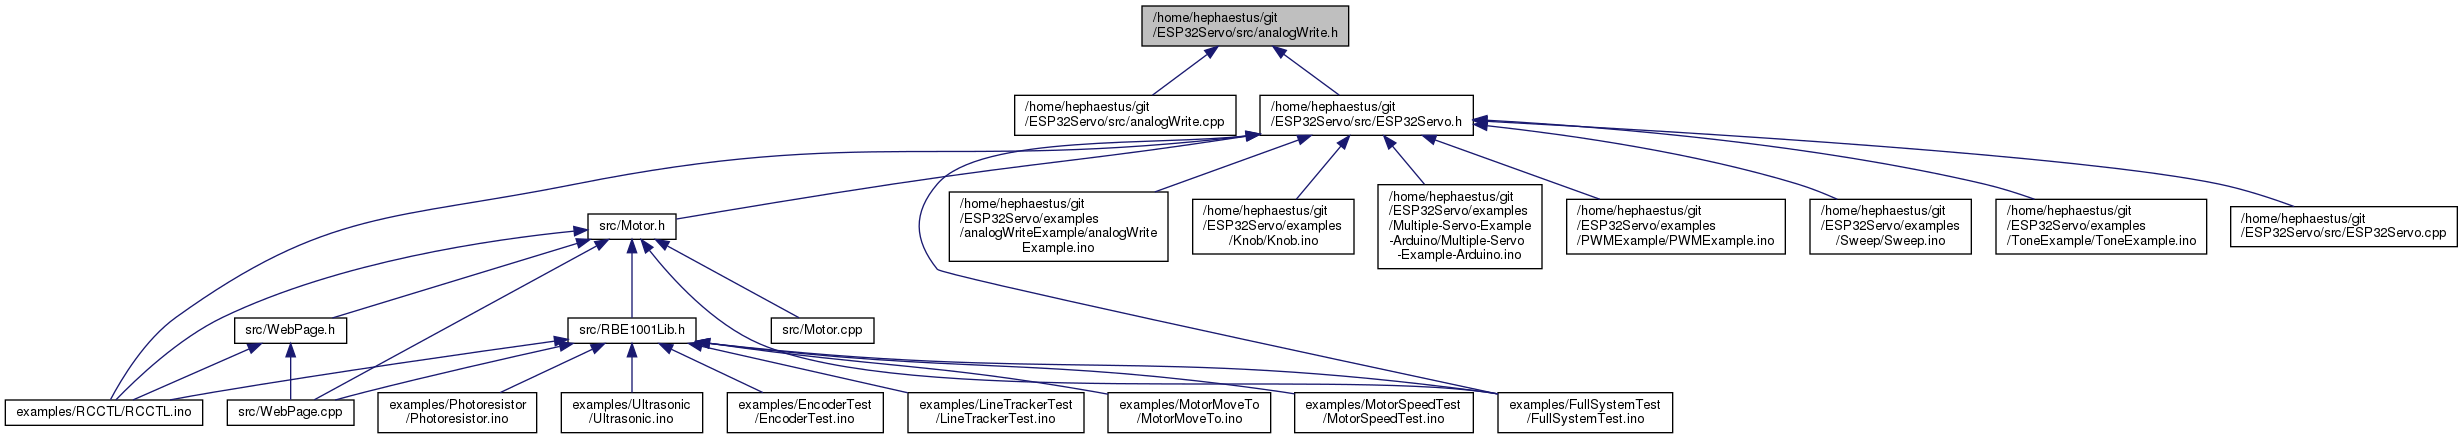 /home/hephaestus/git
/ESP32Servo/src/analogWrite.h
/home/hephaestus/git
/ESP32Servo/src/analogWrite.cpp
/home/hephaestus/git
/ESP32Servo/src/ESP32Servo.h
/home/hephaestus/git
/ESP32Servo/examples
/analogWriteExample/analogWrite
Example.ino
/home/hephaestus/git
/ESP32Servo/examples
/Knob/Knob.ino
/home/hephaestus/git
/ESP32Servo/examples
/Multiple-Servo-Example
-Arduino/Multiple-Servo
-Example-Arduino.ino
/home/hephaestus/git
/ESP32Servo/examples
/PWMExample/PWMExample.ino
/home/hephaestus/git
/ESP32Servo/examples
/Sweep/Sweep.ino
/home/hephaestus/git
/ESP32Servo/examples
/ToneExample/ToneExample.ino
/home/hephaestus/git
/ESP32Servo/src/ESP32Servo.cpp
src/Motor.h
src/WebPage.h
src/RBE1001Lib.h
src/Motor.cpp
examples/RCCTL/RCCTL.ino
src/WebPage.cpp
examples/Photoresistor
/Photoresistor.ino
examples/Ultrasonic
/Ultrasonic.ino
examples/EncoderTest
/EncoderTest.ino
examples/LineTrackerTest
/LineTrackerTest.ino
examples/MotorMoveTo
/MotorMoveTo.ino
examples/MotorSpeedTest
/MotorSpeedTest.ino
examples/FullSystemTest
/FullSystemTest.ino